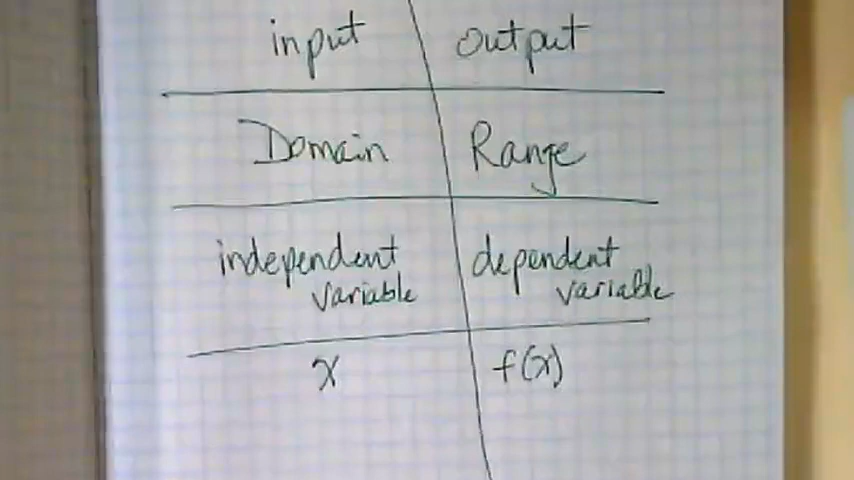 input output
Domain Range
independent variable dependent variable
x f(x)